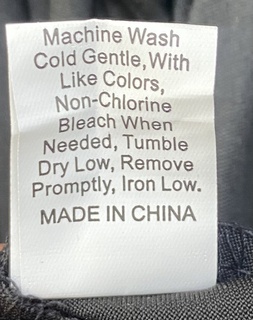 Machine Wash
Cold Gentle, With
Like Colors,
Non-Chlorine
Bleach When
Needed, Tumble
Dry Low, Remove
Promptly, Iron Low.
MADE IN CHINA